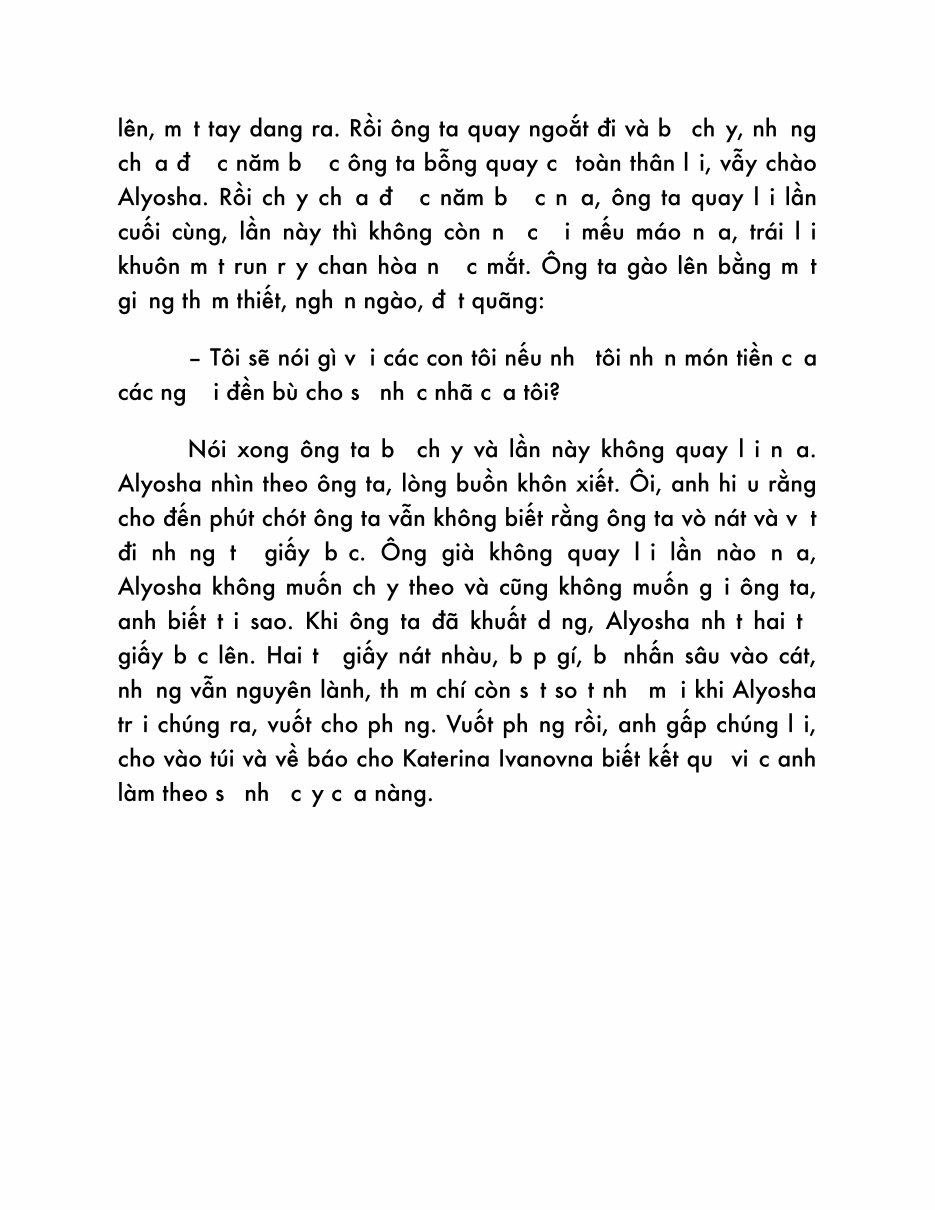 lên, m t tay dang ra. Rồi ông ta quay ngoắt đi và b ch y, nh ng
ch a đ c năm b c ông ta bỗng quay c toàn thân l i, vẫy chào
Alyosha. Rồi ch y ch a đ c năm b c n a, ông ta quay l i lần
cuối cùng, lần này thì không còn n c i mếu máo n a, trái l i
khuôn m t run r y chan hòa n c mắt. Ông ta gào lên bằng m t
gi ng th m thiết, ngh n ngào, đ t quãng:
– Tôi sẽ nói gì v i các con tôi nếu nh tôi nh n món tiền c a
các ng i đền bù cho s nh c nhã c a tôi?
Nói xong ông ta b ch y và lần này không quay l i n a.
Alyosha nhìn theo ông ta, lòng buồn khôn xiết. Ôi, anh hi u rằng
cho đến phút chót ông ta vẫn không biết rằng ông ta vò nát và v t
đi nh ng t giấy b c. Ông già không quay l i lần nào n a,
Alyosha không muốn ch y theo và cũng không muốn g i ông ta,
anh biết t i sao. Khi ông ta đã khuất d ng, Alyosha nh t hai t
giấy b c lên. Hai t giấy nát nhàu, b p gí, b nhấn sâu vào cát,
nh ng vẫn nguyên lành, th m chí còn s t so t nh m i khi Alyosha
tr i chúng ra, vuốt cho ph ng. Vuốt ph ng rồi, anh gấp chúng l i,
cho vào túi và về báo cho Katerina Ivanovna biết kết qu vi c anh
làm theo s nh c y c a nàng.